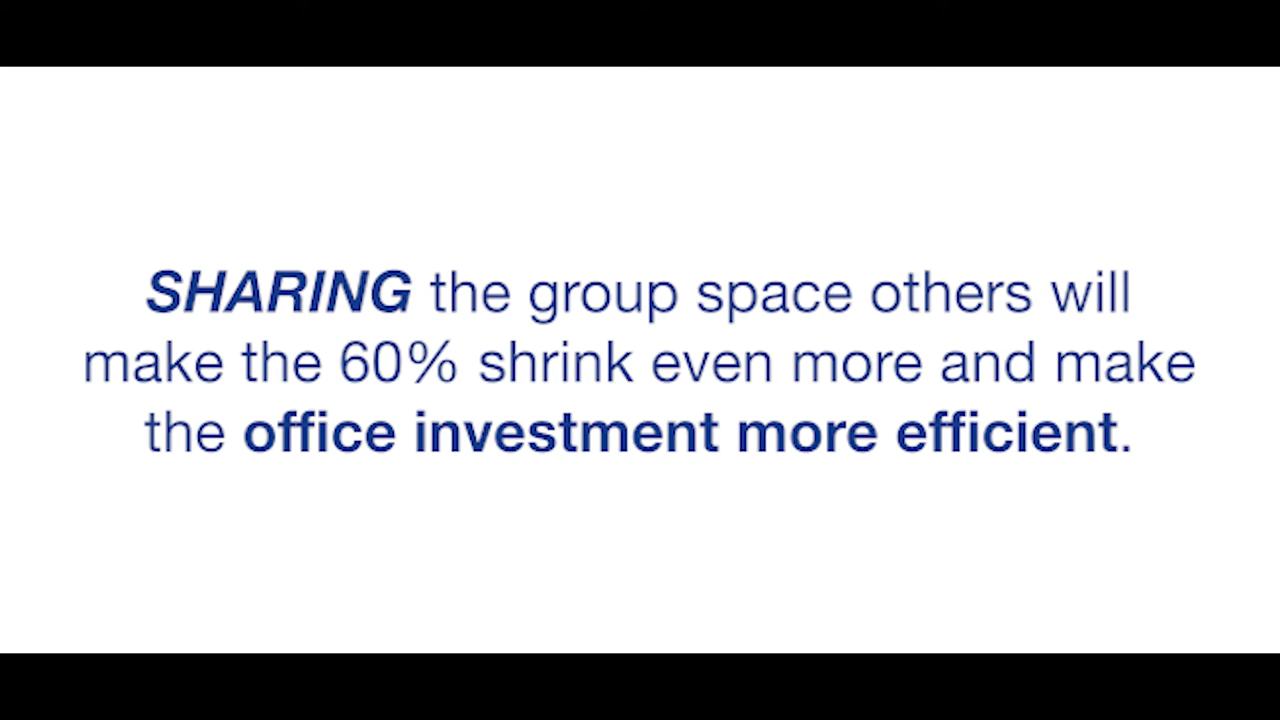 SHARING the group space others will
make the 60% shrink even more and make
the office investment more efficient.